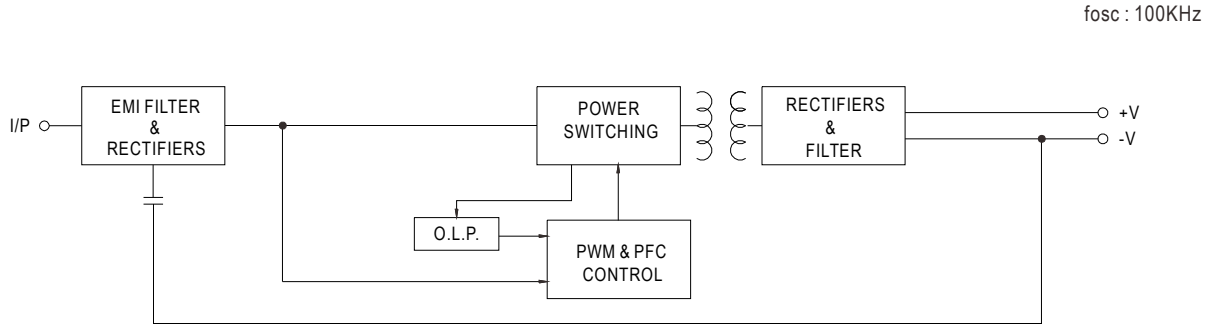 fosc : 100KHz
I/P
EMI FILTER
&
RECTIFIERS
POWER
SWITCHING
RECTIFIERS
&
FILTER
+V
-V
O.L.P.
PWM & PFC
CONTROL